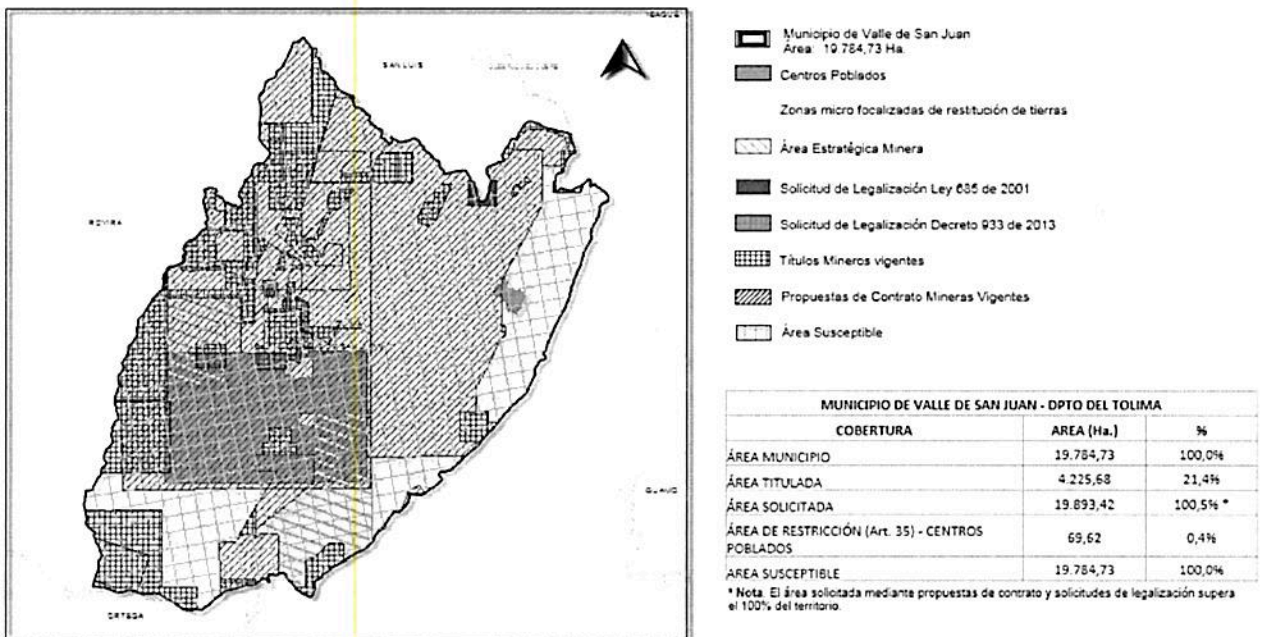 IBAGUÉ
SAN LUIS
ROVIRA
GUAMO
ORTEGA
Municipio de Valle de San Juan
Área: 19.784,73 Ha.
Centros Poblados
Zonas micro focalizadas de restitución de tierras
Área Estratégica Minera
Solicitud de Legalización Ley 685 de 2001
Solicitud de Legalización Decreto 933 de 2013
Títulos Mineros vigentes
Propuestas de Contrato Mineras Vigentes
Área Susceptible
MUNICIPIO DE VALLE DE SAN JUAN - DPTO DEL TOLIMA
COBERTURA AREA (Ha.) %
ÁREA MUNICIPIO 19.784,73 100,0%
ÁREA TITULADA 4.225,68 21,4%
ÁREA SOLICITADA 19.893,42 100,5% *
ÁREA DE RESTRICCIÓN (Art. 35) - CENTROS
POBLADOS 69,62 0,4%
AREA SUSCEPTIBLE 19.784,73 100,0%
* Nota. El área solicitada mediante propuestas de contrato y solicitudes de legalización supera
el 100% del territorio.